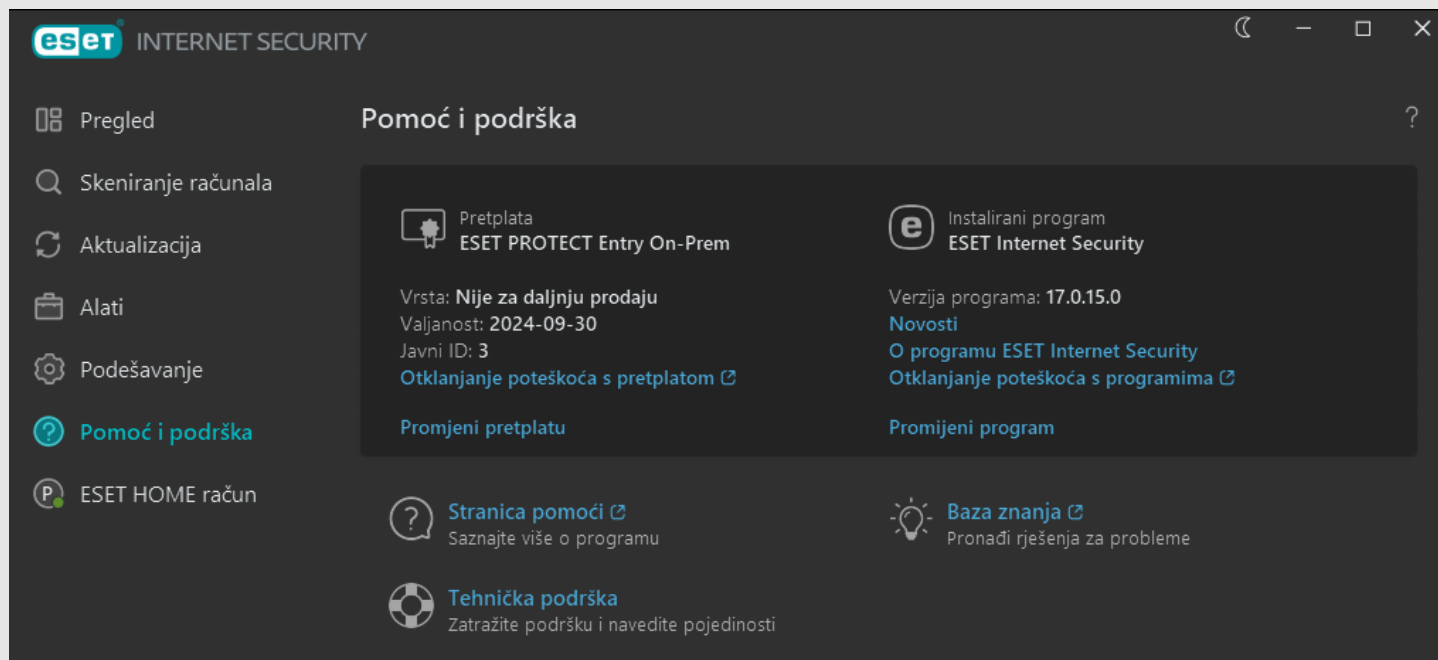 eset INTERNET SECURITY
Pregled
Skeniranje računala
Aktualizacija
Alati
Podešavanje
Pomoć i podrška
ESET HOME račun
Pomoć i podrška
?
Pretplata
ESET PROTECT Entry On-Prem
Vrsta: Nije za daljnju prodaju
Valjanost: 2024-09-30
Javni ID: 3
Otklanjanje poteškoća s pretplatom
Promjeni pretplatu
Instalirani program
ESET Internet Security
Verzija programa: 17.0.15.0
Novosti
O programu ESET Internet Security
Otklanjanje poteškoća s programima
Promijeni program
Stranica pomoći
Saznajte više o programu
Baza znanja
Pronađi rješenja za probleme
Tehnička podrška
Zatražite podršku i navedite pojedinosti